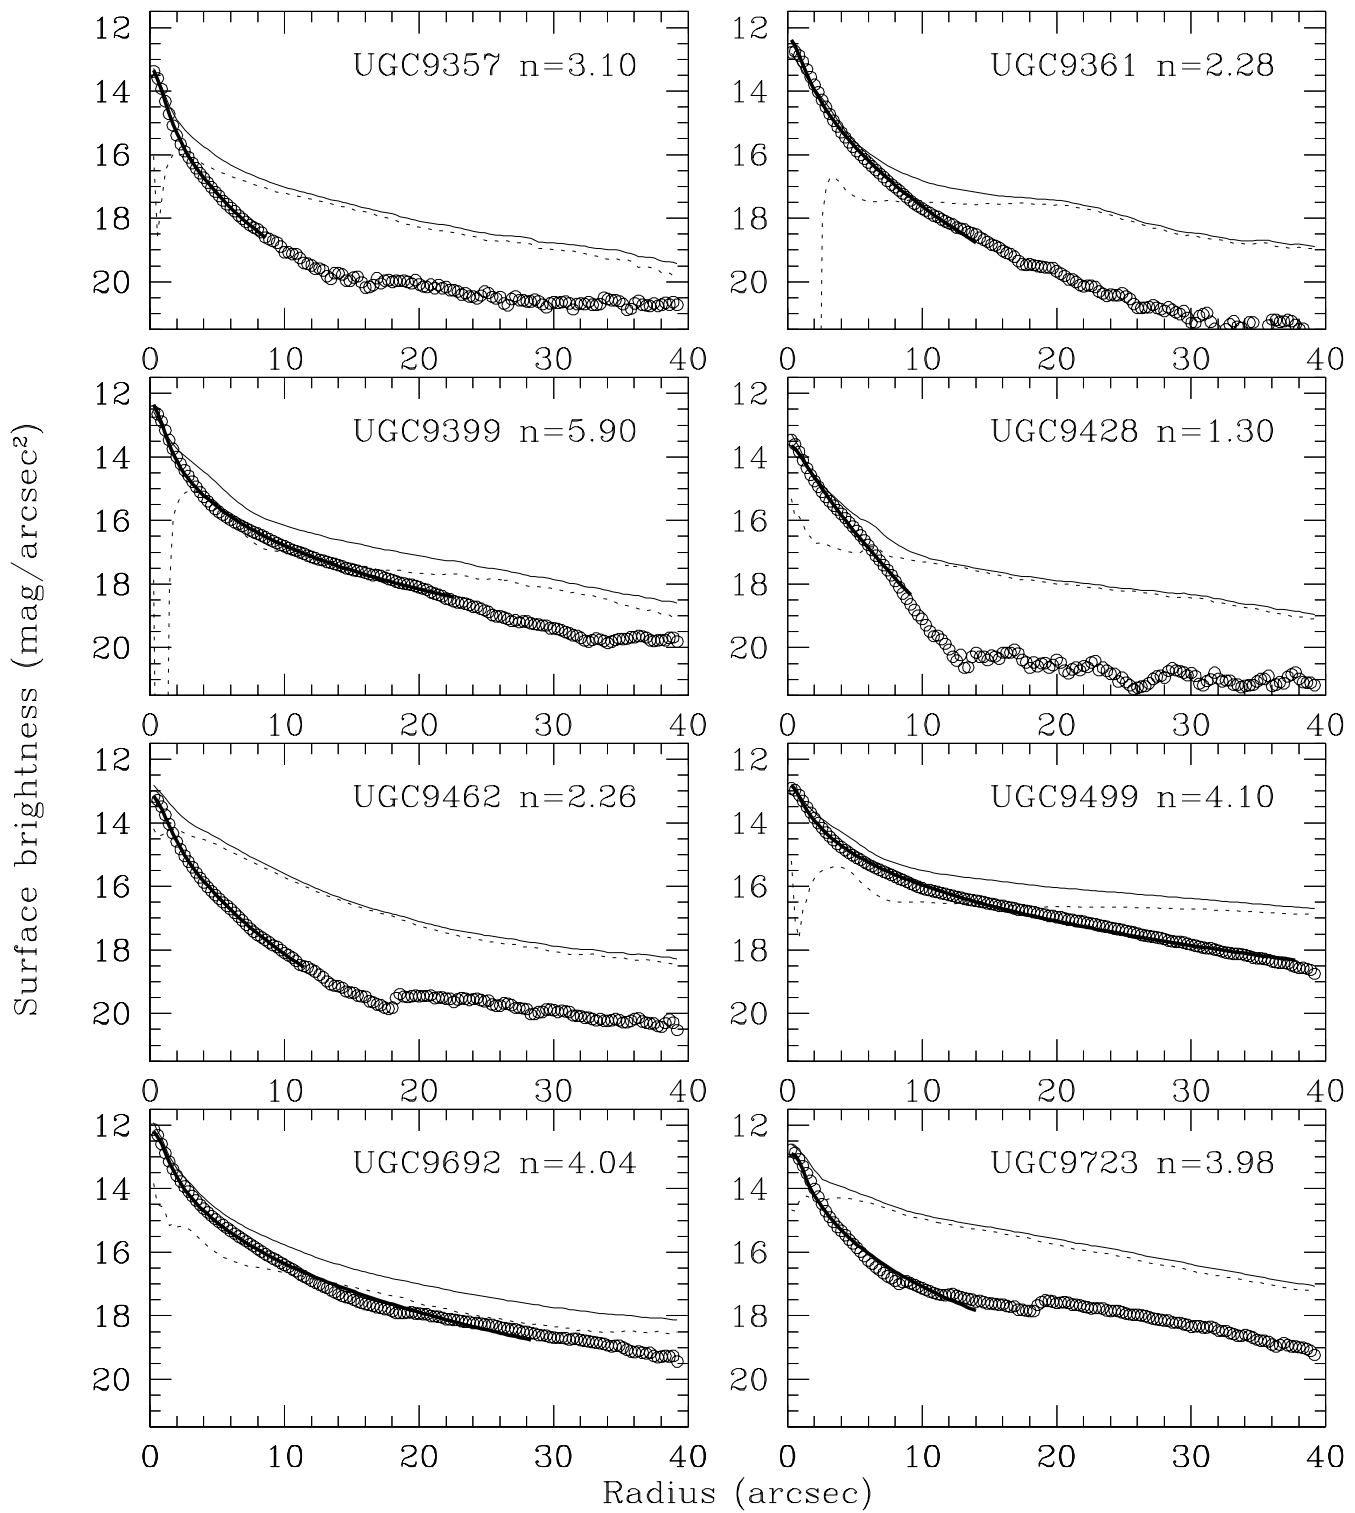 UGC9357 n=3.10
12
14
16
18
20
0 10 20 30 40
UGC9361 n=2.28
12
14
16
18
20
0 10 20 30 40
UGC9399 n=5.90
12
14
16
18
20
0 10 20 30 40
UGC9428 n=1.30
12
14
16
18
20
0 10 20 30 40
UGC9462 n=2.26
12
14
16
18
20
0 10 20 30 40
UGC9499 n=4.10
12
14
16
18
20
0 10 20 30 40
UGC9692 n=4.04
12
14
16
18
20
0 10 20 30 40
UGC9723 n=3.98
12
14
16
18
20
0 10 20 30 40
Surface brightness (mag/arcsec²)
Radius (arcsec)